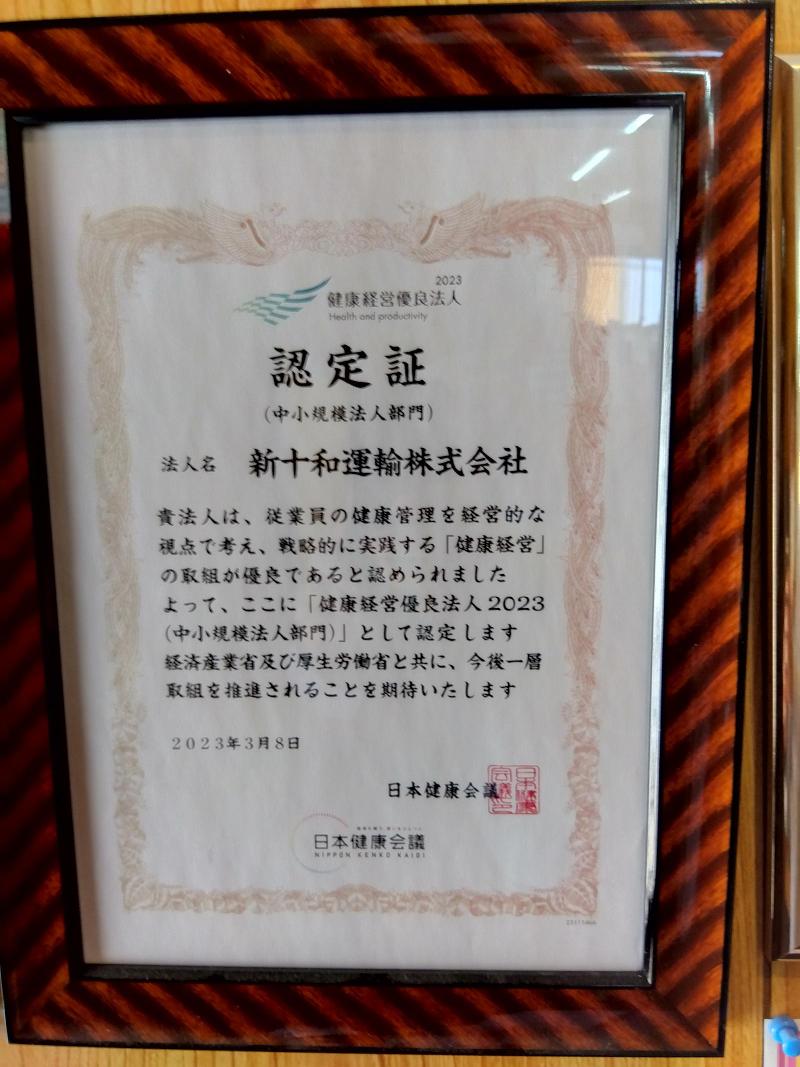 2023
健康経営優良法人
Health and productivity
認定証
(中小規模法人部門)
法人名 新十和運輸株式会社
貴法人は、従業員の健康管理を経営的な
視点で考え、戦略的に実践する「健康経営」
の取組が優良であると認められました
よって、ここに「健康経営優良法人2023
(中小規模法人部門)」として認定します
経済産業省及び厚生労働省と共に、今後一層
取組を推進されることを期待いたします
2023年3月8日
日本健康会議
日本健康会議
NIPPON KENKO KAIGI